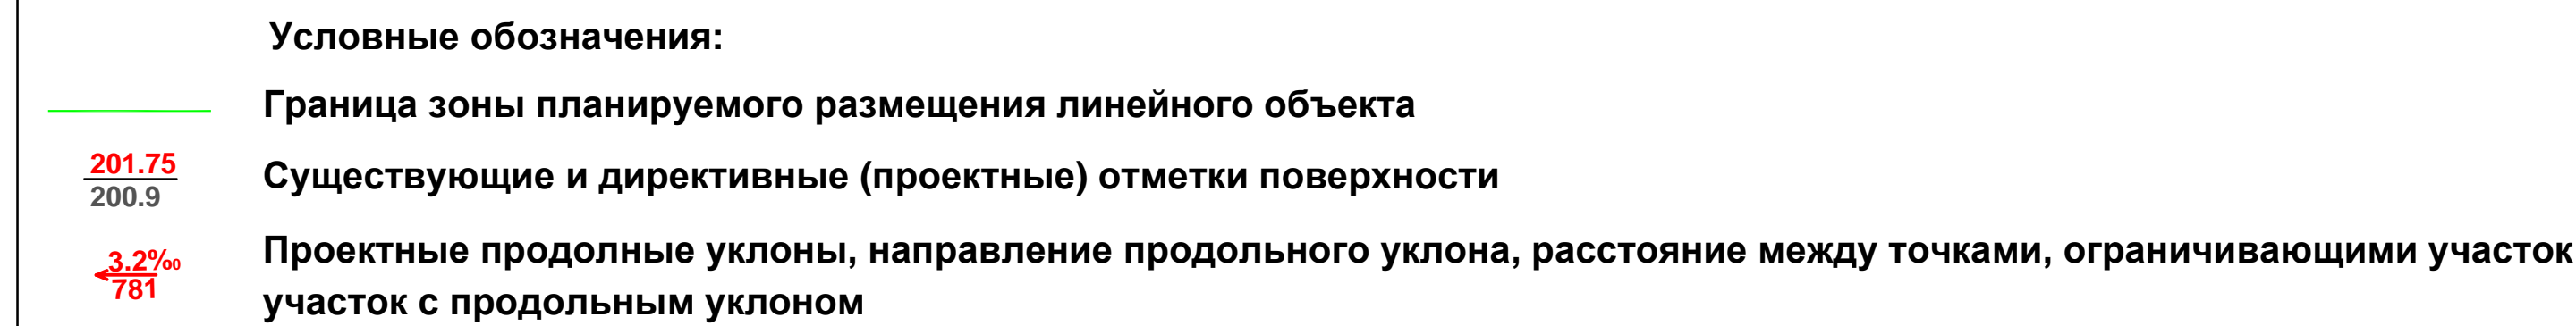 Условные обозначения:
Граница зоны планируемого размещения линейного объекта
201.75
200.9
Существующие и директивные (проектные) отметки поверхности
3.2‰
781
Проектные продолные уклоны, направление продольного уклона, расстояние между точками, ограничивающими участок
участок с продольным уклоном